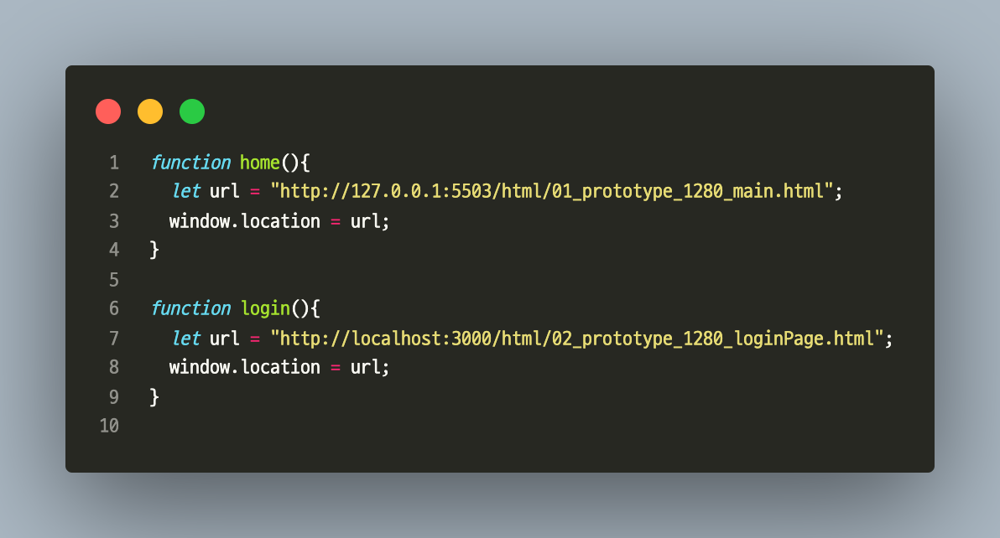 1 function home(){
2 let url = "http://127.0.0.1:5503/html/01_prototype_1280_main.html";
3 window.location = url;
4 }
5
6 function login(){
7 let url = "http://localhost:3000/html/02_prototype_1280_loginPage.html";
8 window.location = url;
9 }
10